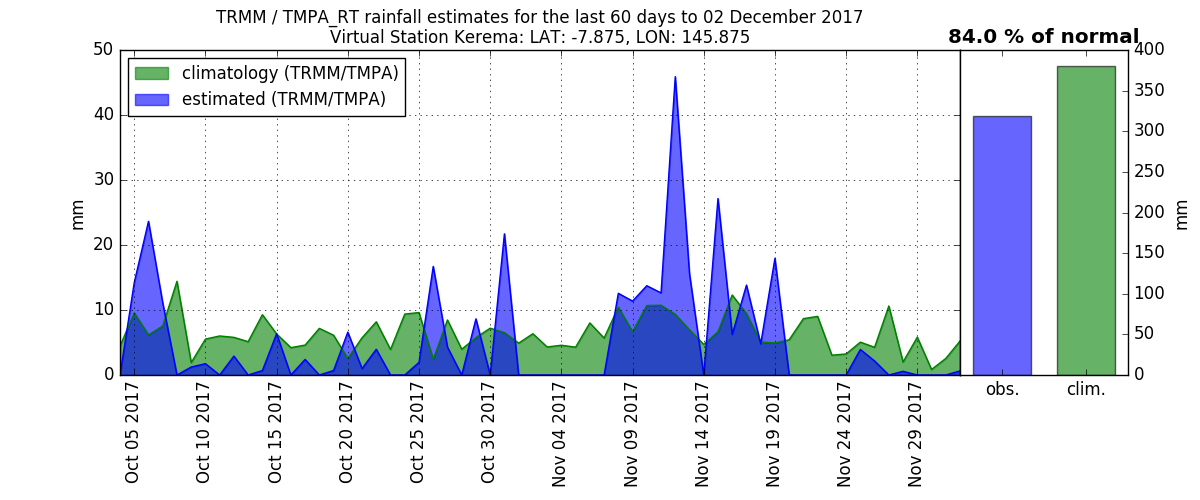 TRMM / TMPA_RT rainfall estimates for the last 60 days to 02 December 2017
Virtual Station Kerema: LAT: -7.875, LON: 145.875
84.0 % of normal
climatology (TRMM/TMPA)
estimated (TRMM/TMPA)
mm
50
40
30
20
10
0
Oct 05 2017
Oct 10 2017
Oct 15 2017
Oct 20 2017
Oct 25 2017
Oct 30 2017
Nov 04 2017
Nov 09 2017
Nov 14 2017
Nov 19 2017
Nov 24 2017
Nov 29 2017
obs.
clim.
400
350
300
250
200
150
100
50
0
mm